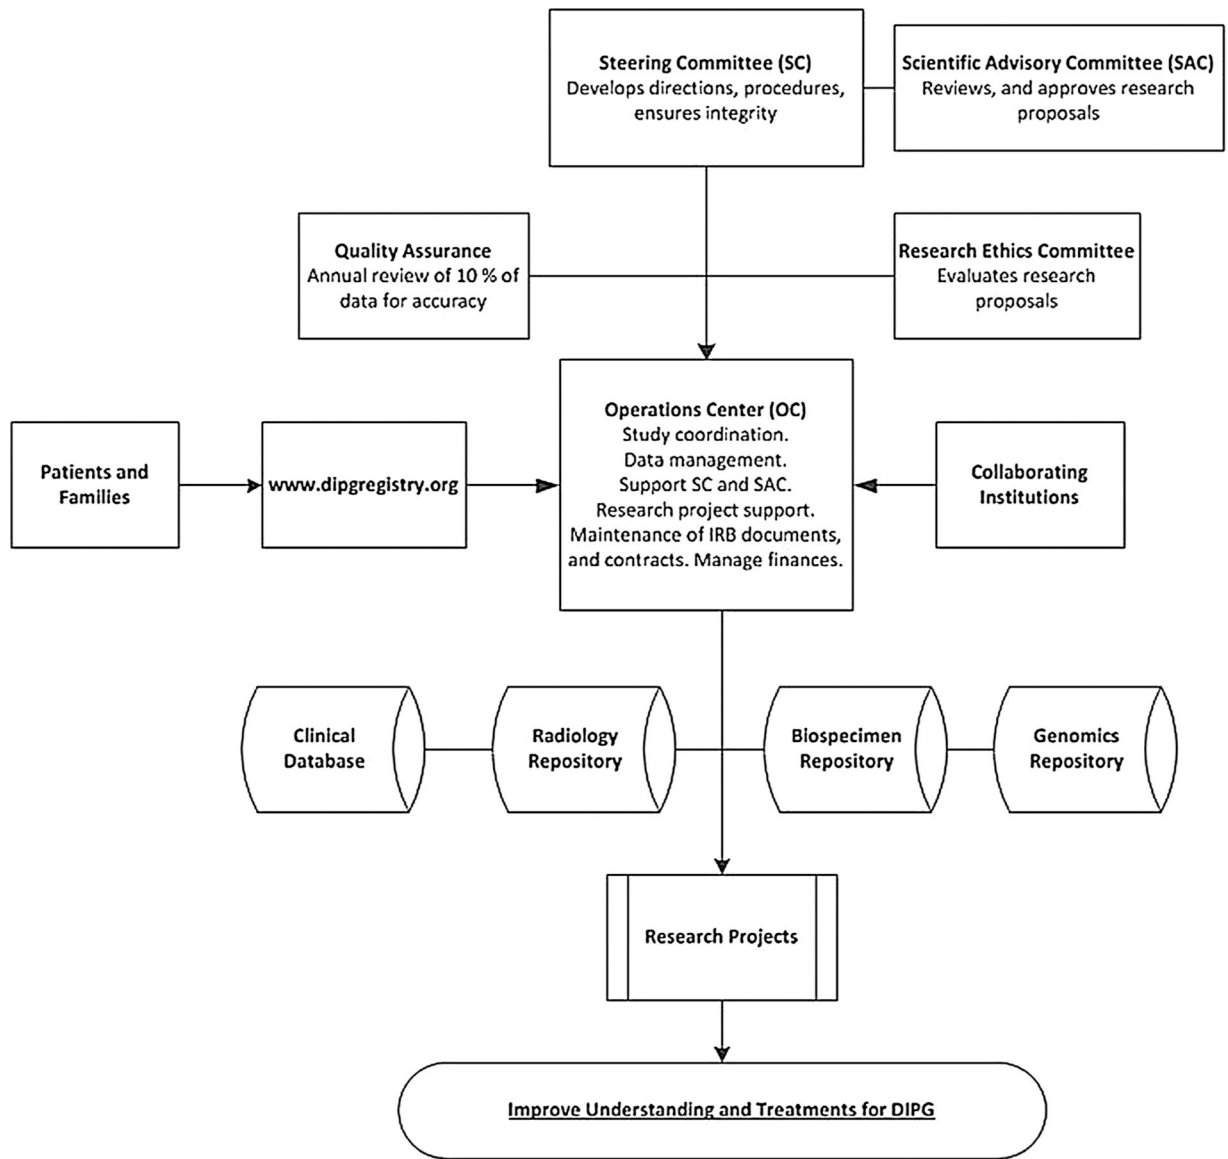 Steering Committee (SC)
Develops directions, procedures,
ensures integrity
Scientific Advisory Committee (SAC)
Reviews, and approves research
proposals
Quality Assurance
Annual review of 10 % of
data for accuracy
Research Ethics Committee
Evaluates research
proposals
Patients and
Families
www.dipgregistry.org
Operations Center (OC)
Study coordination.
Data management.
Support SC and SAC.
Research project support.
Maintenance of IRB documents,
and contracts. Manage finances.
Collaborating
Institutions
Clinical
Database
Radiology
Repository
Biospecimen
Repository
Genomics
Repository
Research Projects
Improve Understanding and Treatments for DIPG